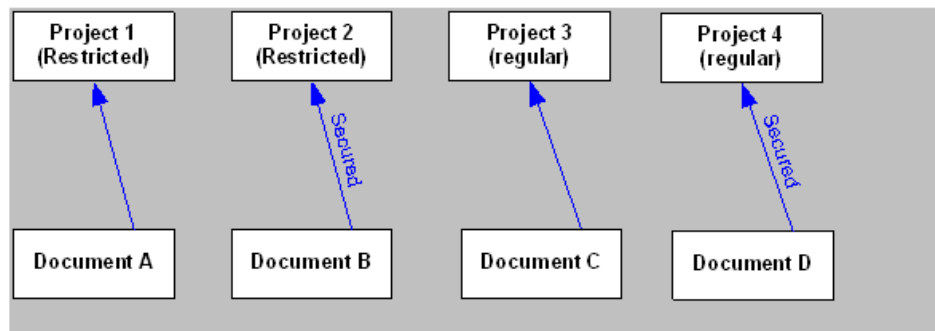 Project 1
(Restricted)
Project 2
(Restricted)
Project 3
(regular)
Project 4
(regular)
Secured
Secured
Document A
Document B
Document C
Document D